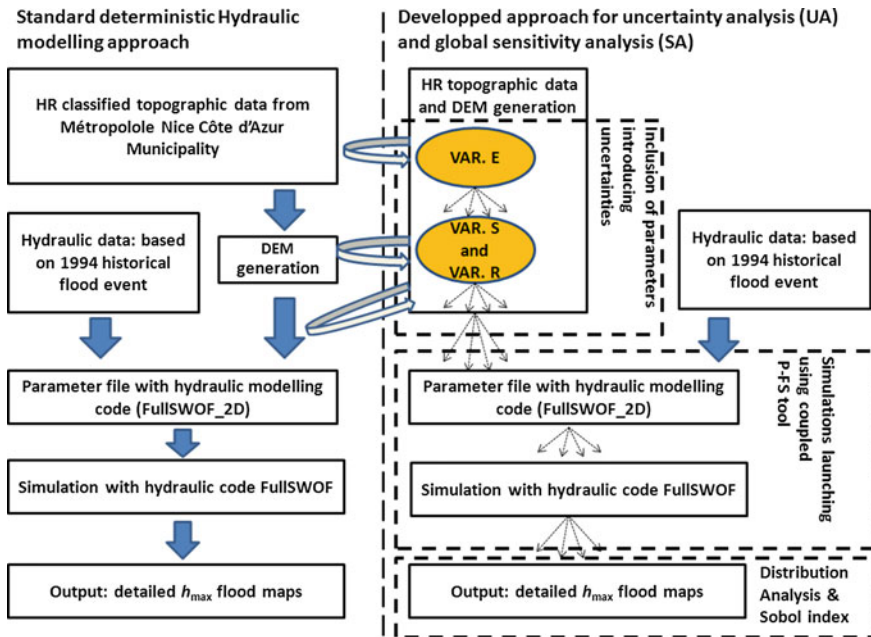 Standard deterministic Hydraulic
modelling approach
HR classified topographic data from
Métropolole Nice Côte d'Azur
Municipality
Hydraulic data: based
on 1994 historical
flood event
DEM
generation
Parameter file with hydraulic modelling
code (FullSWOF_2D)
Simulation with hydraulic code FullSWOF
Output: detailed hmax flood maps
Developped approach for uncertainty analysis (UA)
and global sensitivity analysis (SA)
HR topographic data
and DEM generation
VAR. E
VAR. S
and
VAR. R
Inclusion of parameters
introducing
uncertainties
Hydraulic data: based
on 1994 historical
flood event
Parameter file with hydraulic modelling
code (FullSWOF_2D)
Simulation with hydraulic code FullSWOF
Simulations launching
using coupled
P-FS tool
Output: detailed hmax flood maps
Distribution
Analysis &
Sobol index